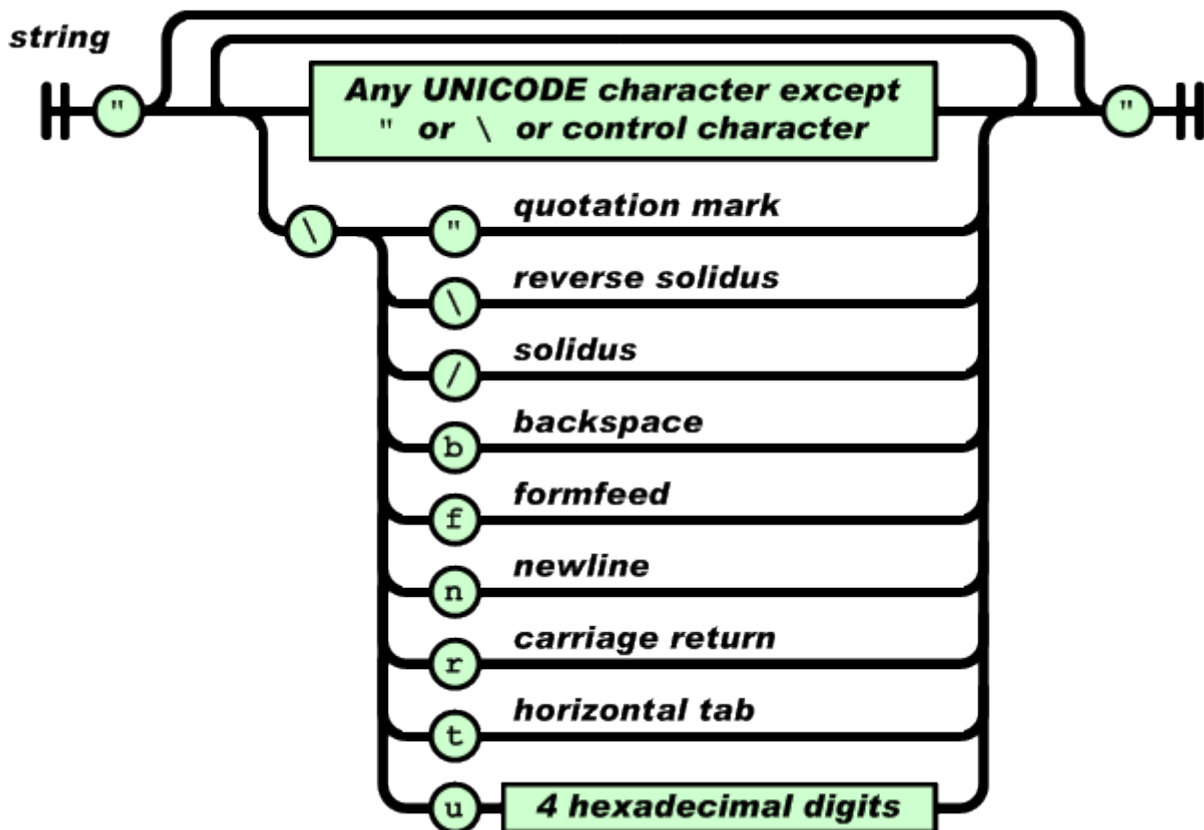 string
" Any UNICODE character except "
" or \ or control character
quotation mark
\ "
reverse solidus
\
solidus
/
backspace
b
formfeed
f
newline
n
carriage return
r
horizontal tab
t
u 4 hexadecimal digits